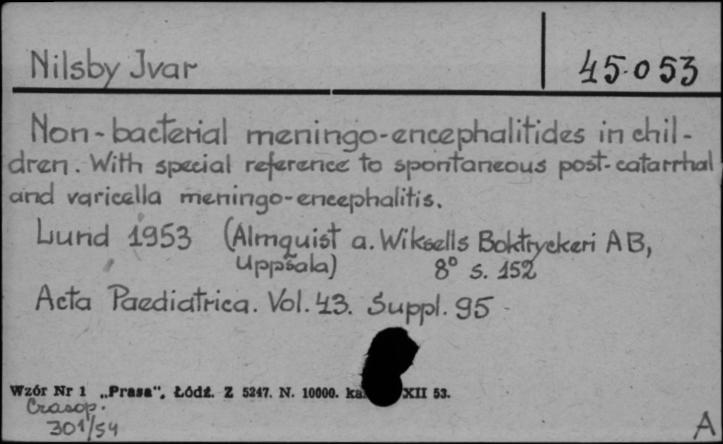 Nilsby Jvar
45.053
Non-bacterial meningo-encephalitides in chil-
dren. With special reference to spontaneous post-catarrhal
and varicella meningo-encephalitis.
Lund 1953 (Almquist a. Wiksells Boktryckeri AB,
Uppsala) 8° s. 152
Acta Paediatrica. Vol. 43. Suppl. 95
Wzór Nr 1 „Prasa", Łódź. Z 5247. N. 10000. XII 53.
Czasop.
301/54
A